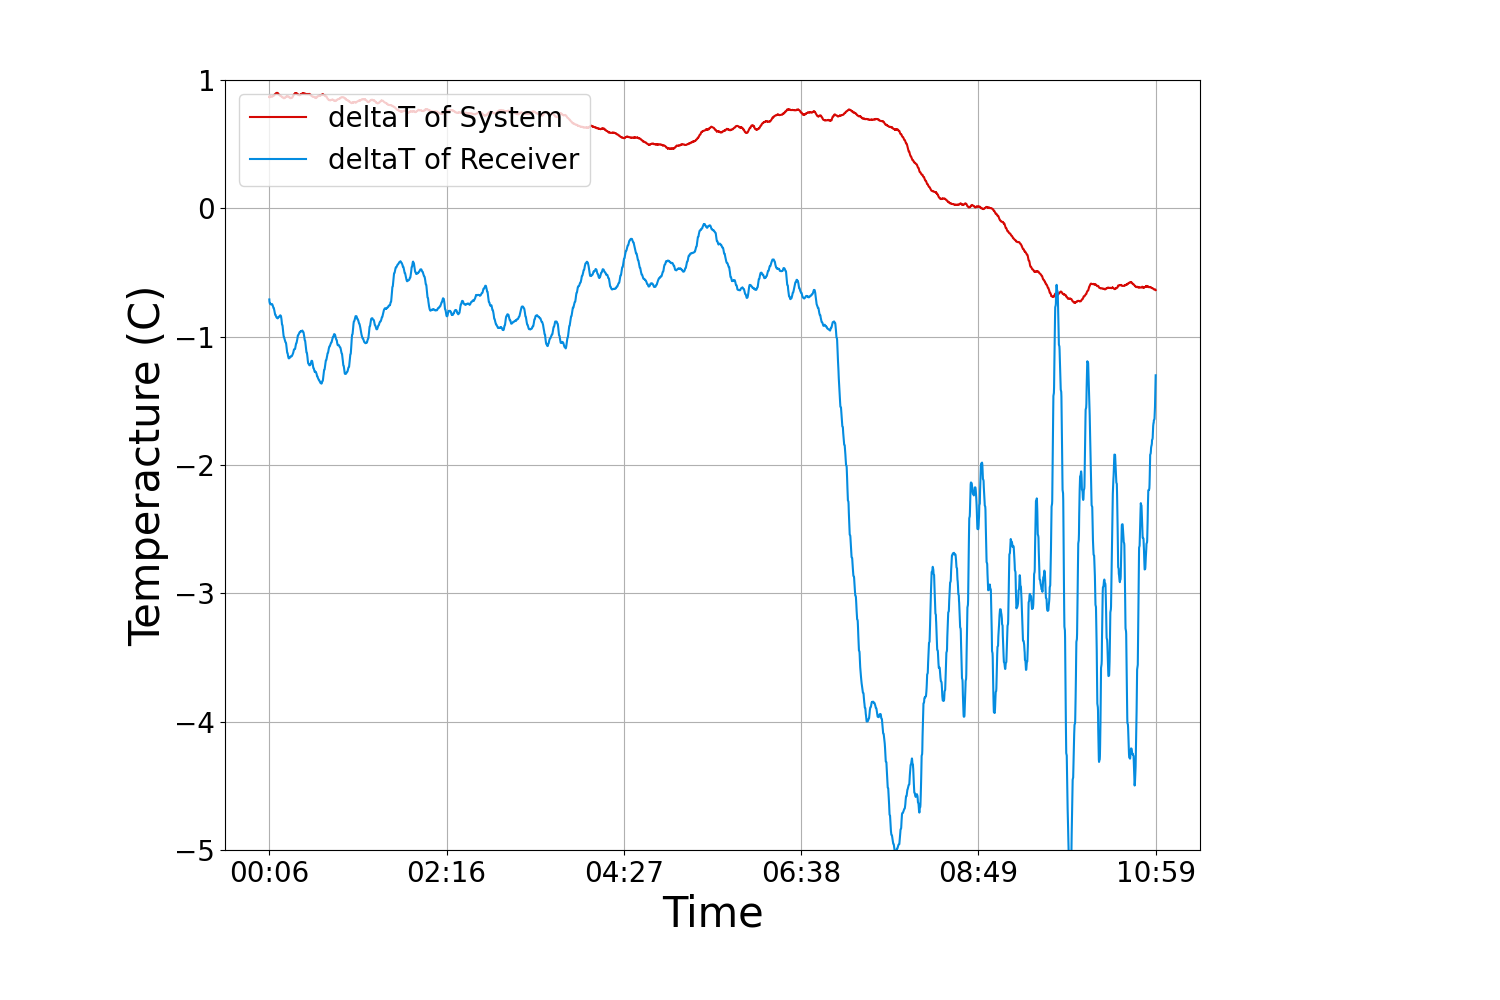 1
deltaT of System
deltaT of Receiver
0
−1
−2
−3
−4
−5
Temperacture (C)
00:06 02:16 04:27 06:38 08:49 10:59
Time